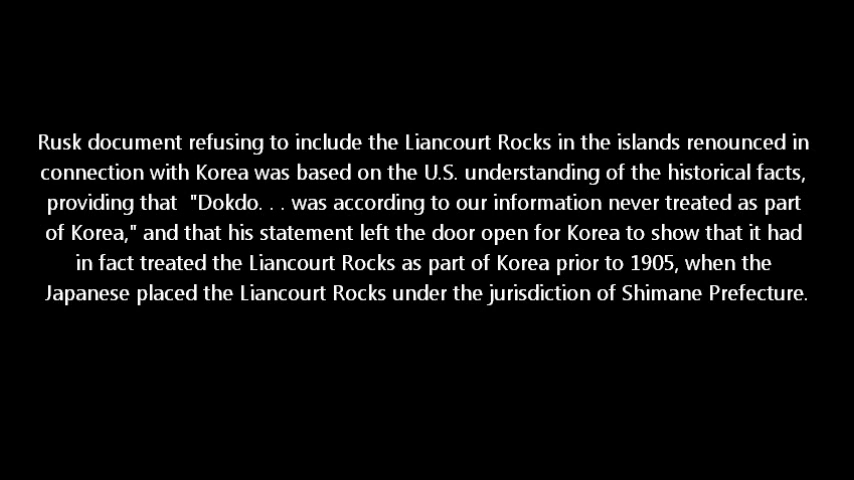 Rusk document refusing to include the Liancourt Rocks in the islands renounced in
connection with Korea was based on the U.S. understanding of the historical facts,
providing that  "Dokdo. . . was according to our information never treated as part
of Korea," and that his statement left the door open for Korea to show that it had
in fact treated the Liancourt Rocks as part of Korea prior to 1905, when the
Japanese placed the Liancourt Rocks under the jurisdiction of Shimane Prefecture.